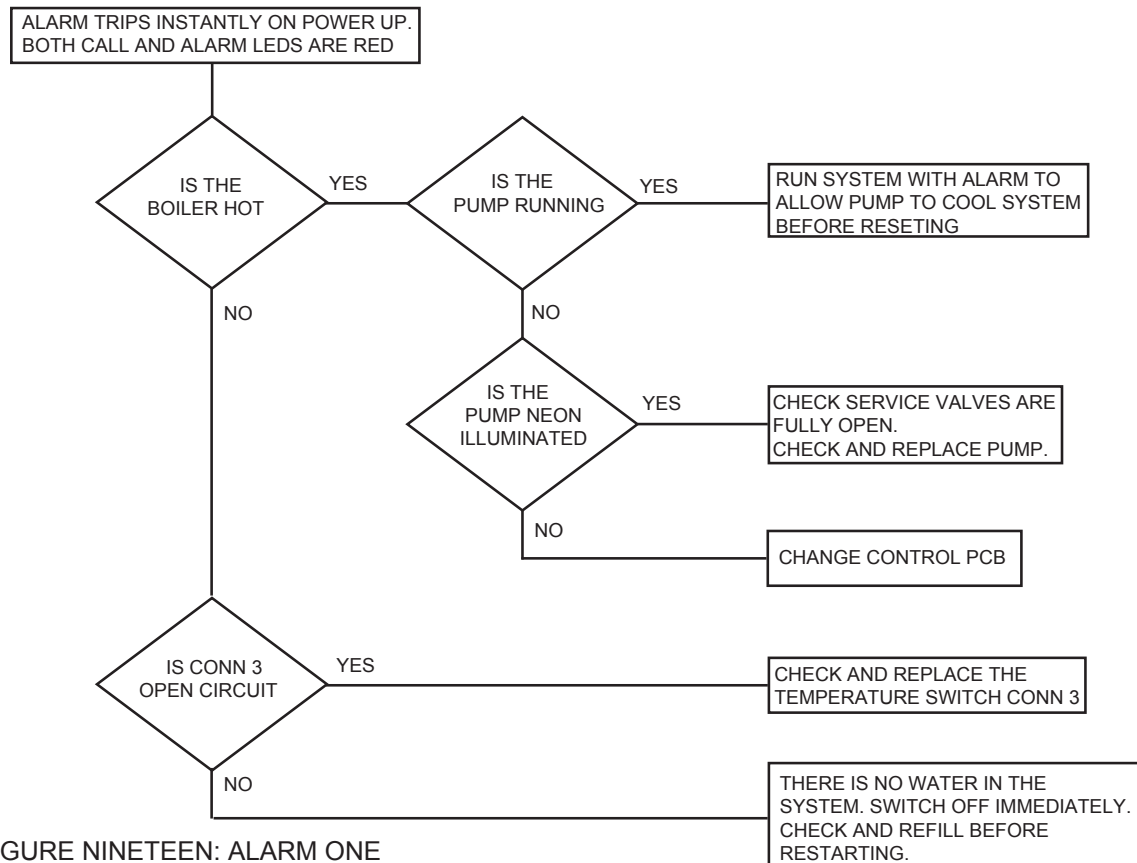 ALARM TRIPS INSTANTLY ON POWER UP.
BOTH CALL AND ALARM LEDS ARE RED
IS THE
BOILER HOT
YES
IS THE
PUMP RUNNING
YES
RUN SYSTEM WITH ALARM TO
ALLOW PUMP TO COOL SYSTEM
BEFORE RESETING
NO
NO
IS THE
PUMP NEON
ILLUMINATED
YES
CHECK SERVICE VALVES ARE
FULLY OPEN.
CHECK AND REPLACE PUMP.
NO
CHANGE CONTROL PCB
IS CONN 3
OPEN CIRCUIT
YES
CHECK AND REPLACE THE
TEMPERATURE SWITCH CONN 3
NO
THERE IS NO WATER IN THE
SYSTEM. SWITCH OFF IMMEDIATELY.
CHECK AND REFILL BEFORE
RESTARTING.
GURE NINETEEN: ALARM ONE